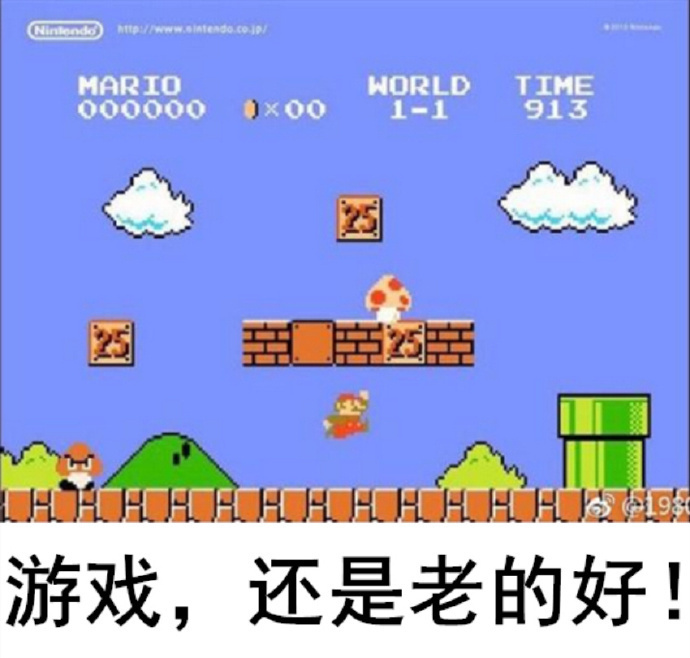 Nintendo
http://www.nintendo.co.jp/
MARIO WORLD TIME
000000 ×00 1-1 913
25
25
25
@198
游戏，还是老的好！